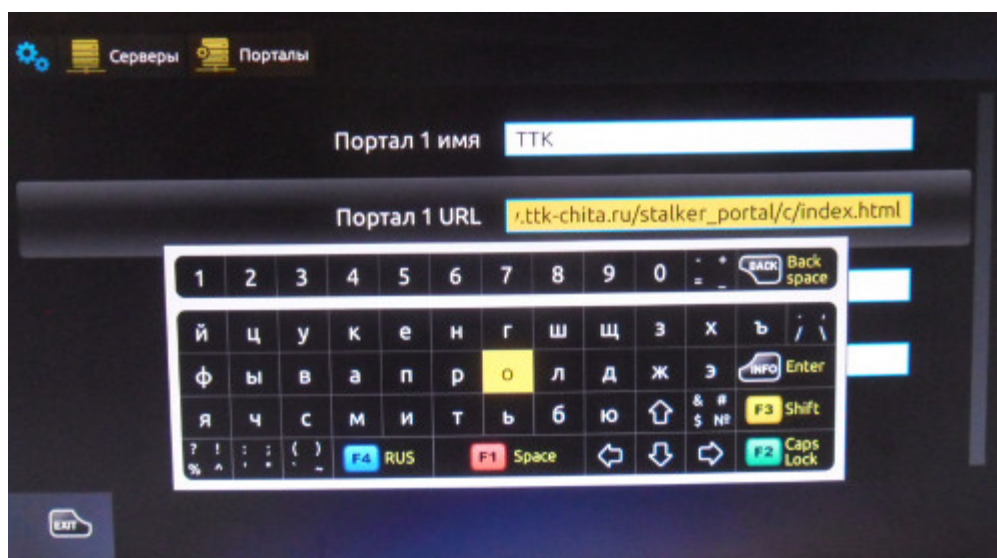 Серверы Порталы
Портал 1 имя TTK
Портал 1 URL .ttk-chita.ru/stalker_portal/c/index.html
1 2 3 4 5 6 7 8 9 0 - + = _ BACK Back space
й ц у к е н г ш щ з х ъ / \
ф ы в а п р о л д ж э INFO Enter
я ч с м и т ь б ю & # $ № F3 Shift
? ! % ^ : ; ' " ( ) ` ~ F4 RUS F1 Space F2 Caps Lock
EXIT